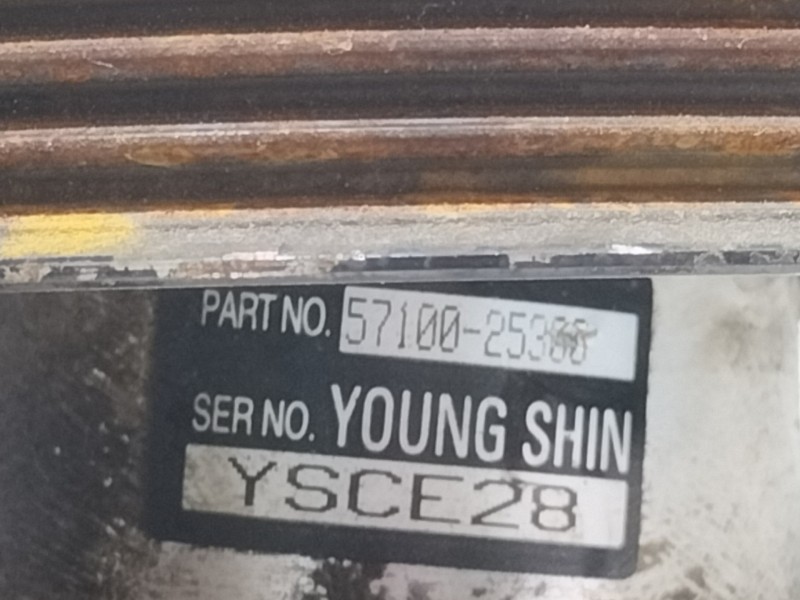 PART NO. 57100-25300
SER NO. YOUNG SHIN
YSCE28